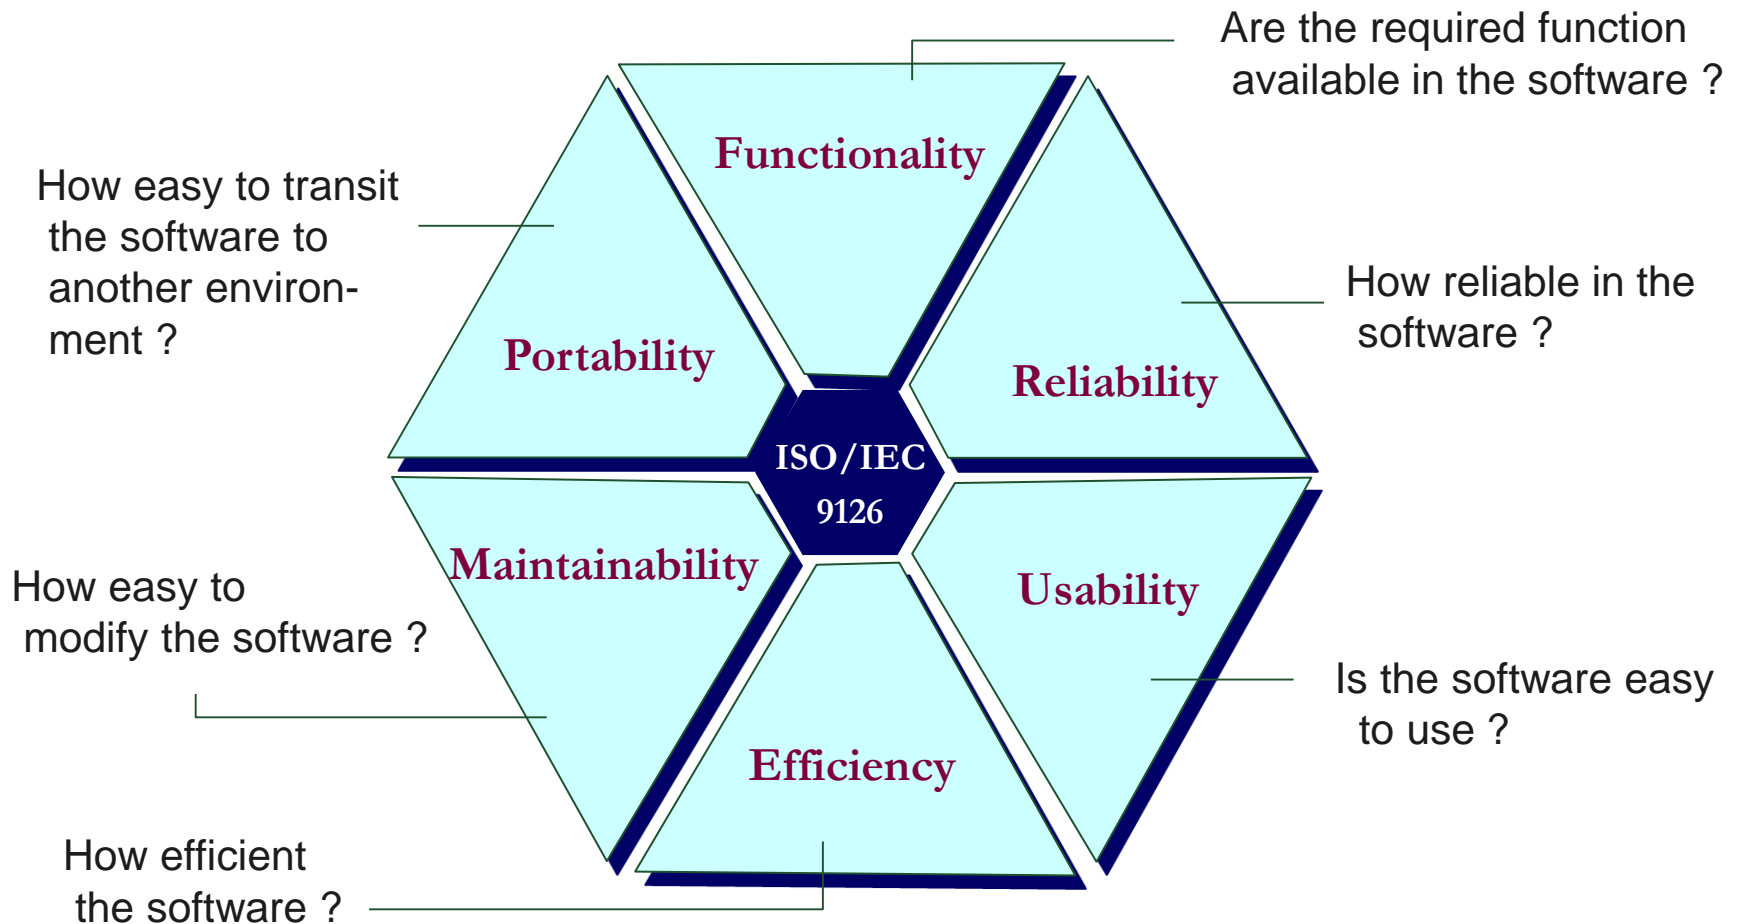 Are the required function
available in the software ?
Functionality
How easy to transit
the software to
another environ-
ment ?
Portability
How reliable in the
software ?
Reliability
ISO/IEC
9126
Maintainability
How easy to
modify the software ?
Usability
Is the software easy
to use ?
Efficiency
How efficient
the software ?